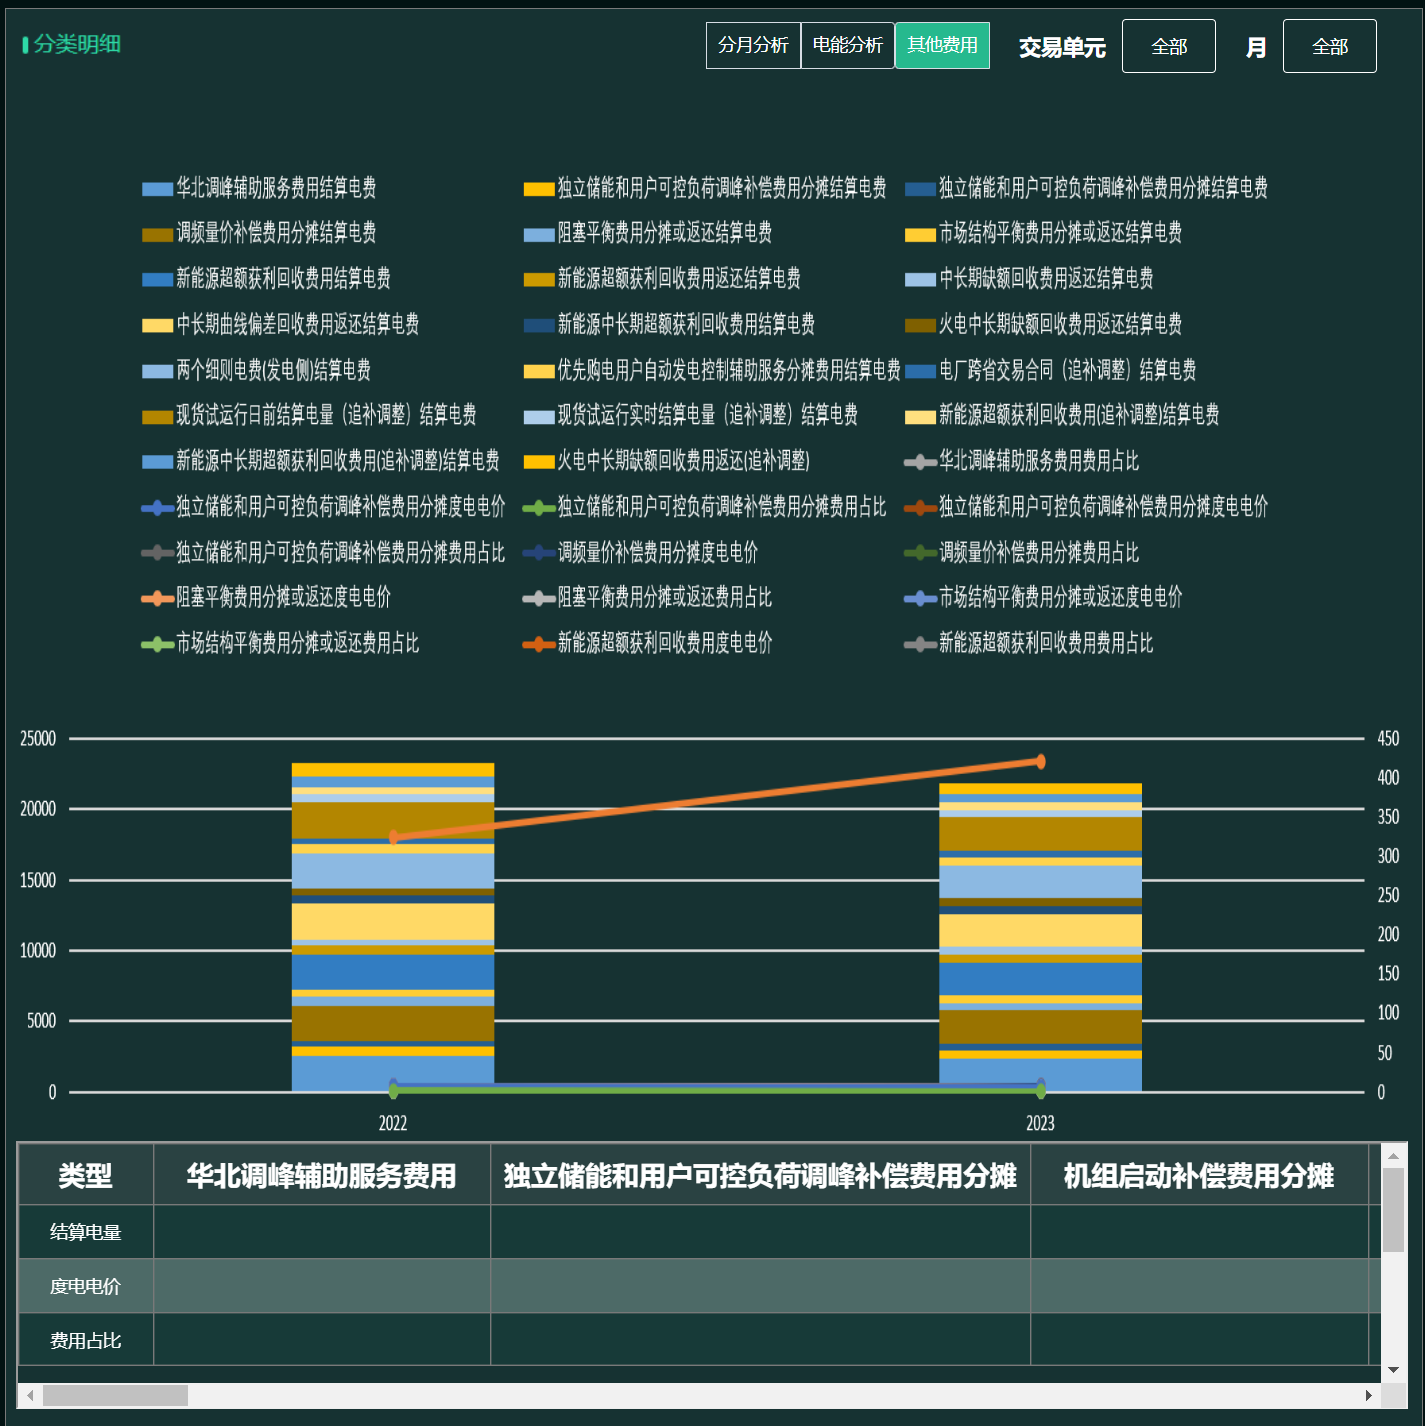 分类明细
分月分析 电能分析 其他费用 交易单元 全部 月 全部
华北调峰辅助服务费用结算电费 独立储能和用户可控负荷调峰补偿费用分摊结算电费 独立储能和用户可控负荷调峰补偿费用分摊结算电费
调频量价补偿费用分摊结算电费 阻塞平衡费用分摊或返还结算电费 市场结构平衡费用分摊或返还结算电费
新能源超额获利回收费用结算电费 新能源超额获利回收费用返还结算电费 中长期缺额回收费用返还结算电费
中长期曲线偏差回收费用返还结算电费 新能源中长期超额获利回收费用结算电费 火电中长期缺额回收费用返还结算电费
两个细则电费(发电侧)结算电费 优先购电用户自动发电控制辅助服务分摊费用结算电费 电厂跨省交易合同（追补调整）结算电费
现货试运行日前结算电量（追补调整）结算电费 现货试运行实时结算电量（追补调整）结算电费 新能源超额获利回收费用(追补调整)结算电费
新能源中长期超额获利回收费用(追补调整)结算电费 火电中长期缺额回收费用返还(追补调整) 华北调峰辅助服务费用费用占比
独立储能和用户可控负荷调峰补偿费用分摊度电电价 独立储能和用户可控负荷调峰补偿费用分摊费用占比 独立储能和用户可控负荷调峰补偿费用分摊度电电价
独立储能和用户可控负荷调峰补偿费用分摊费用占比 调频量价补偿费用分摊度电电价 调频量价补偿费用分摊费用占比
阻塞平衡费用分摊或返还度电电价 阻塞平衡费用分摊或返还费用占比 市场结构平衡费用分摊或返还度电电价
市场结构平衡费用分摊或返还费用占比 新能源超额获利回收费用度电电价 新能源超额获利回收费用费用占比
25000 450
400
20000 350
300
15000 250
10000 200
150
5000 100
50
0 0
2022 2023
类型 华北调峰辅助服务费用 独立储能和用户可控负荷调峰补偿费用分摊 机组启动补偿费用分摊
结算电量
度电电价
费用占比